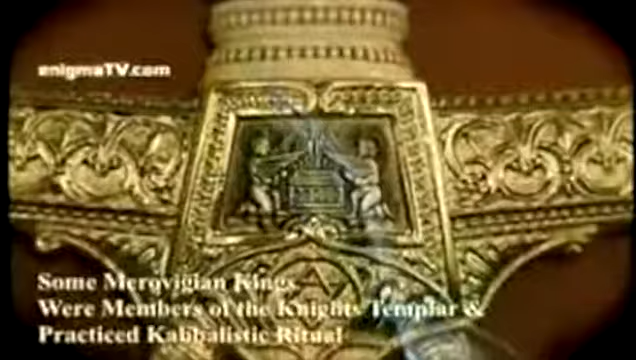 enigmaTV.com
Some Merovigian Kings
Were Members of the Knights Templar &
Practiced Kabbalistic Ritual